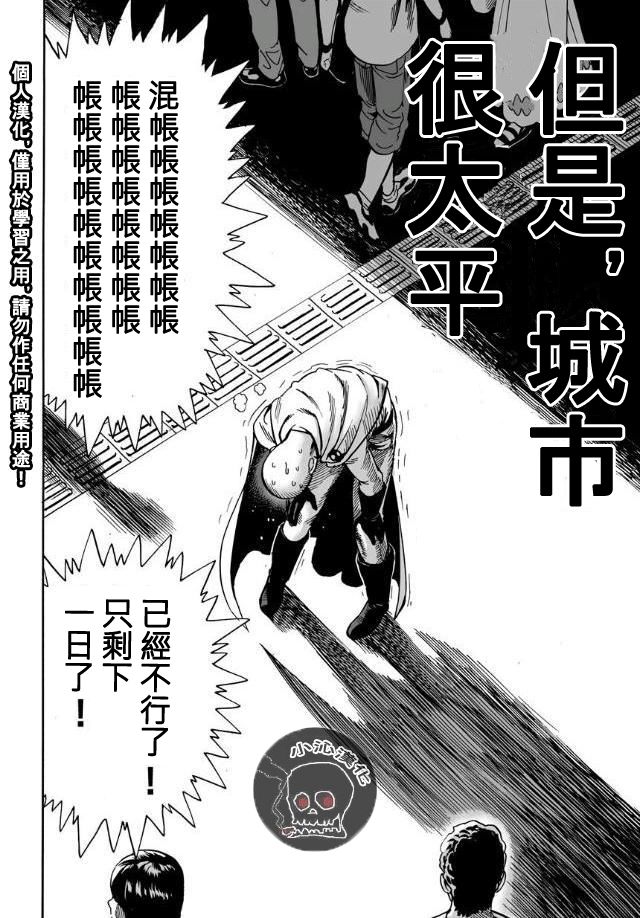 但是，城市
很太平
混帳帳帳帳帳帳帳
帳帳帳帳帳帳帳帳
帳帳帳帳帳帳帳帳帳帳
已經不行了！
只剩下
一日了！
小沁漢化
個人漢化，僅用於學習之用，請勿作任何商業用途！